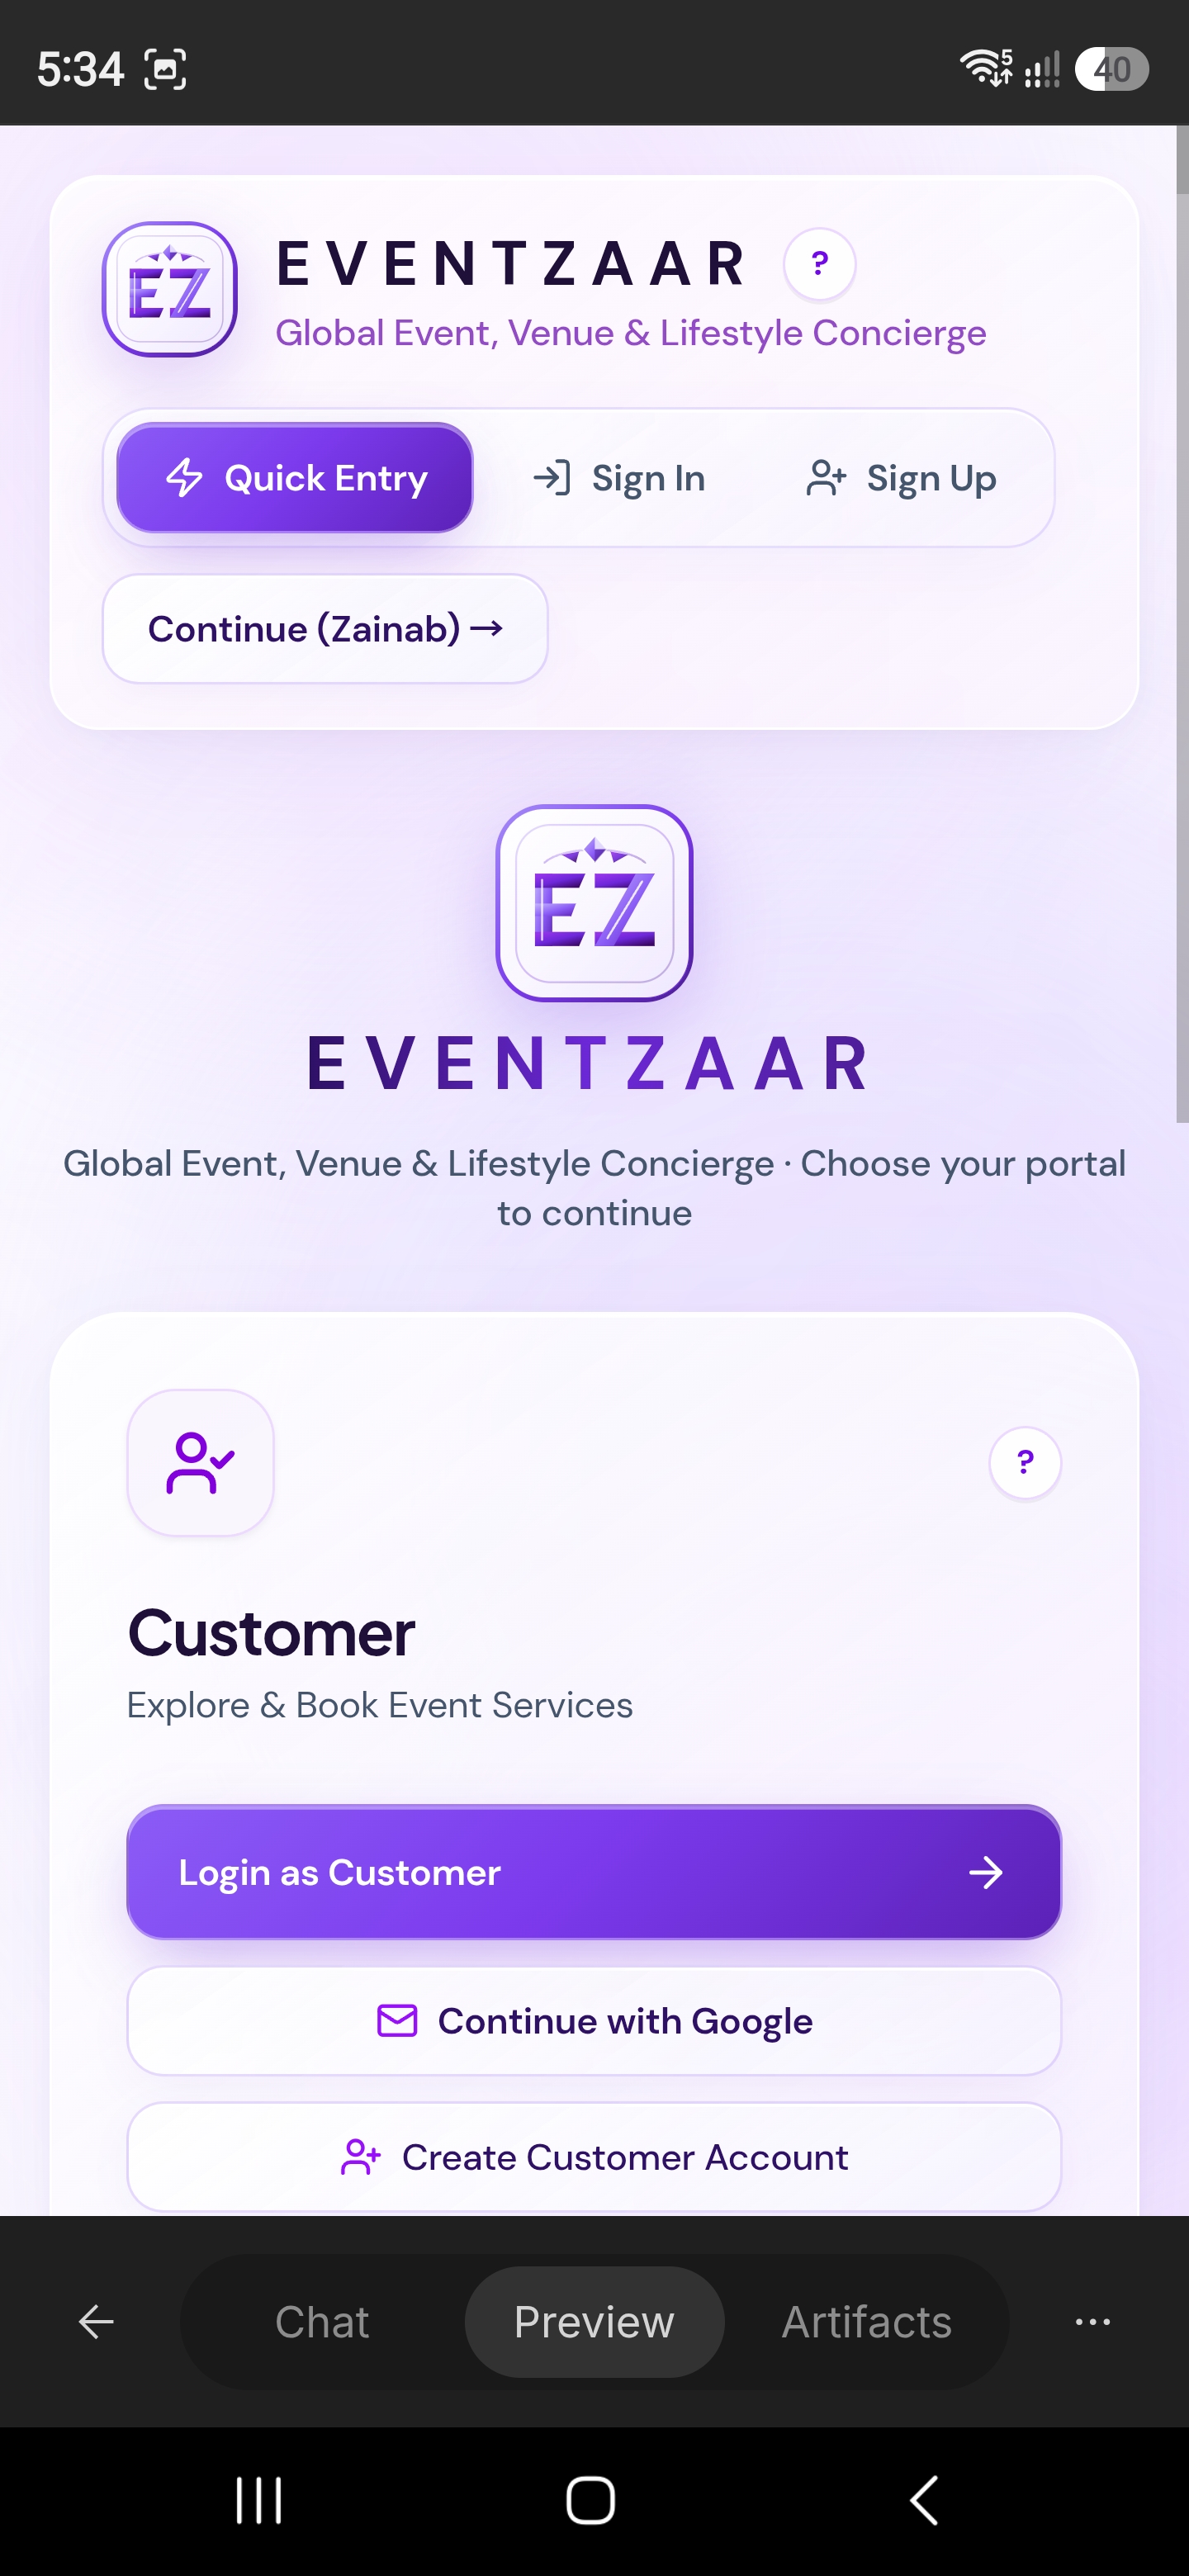 5:34
5
40
EZ
EVENTZAAR
?
Global Event, Venue & Lifestyle Concierge
Quick Entry
Sign In
Sign Up
Continue (Zainab) →
EZ
EVENTZAAR
Global Event, Venue & Lifestyle Concierge · Choose your portal
to continue
?
Customer
Explore & Book Event Services
Login as Customer
Continue with Google
Create Customer Account
Chat
Preview
Artifacts